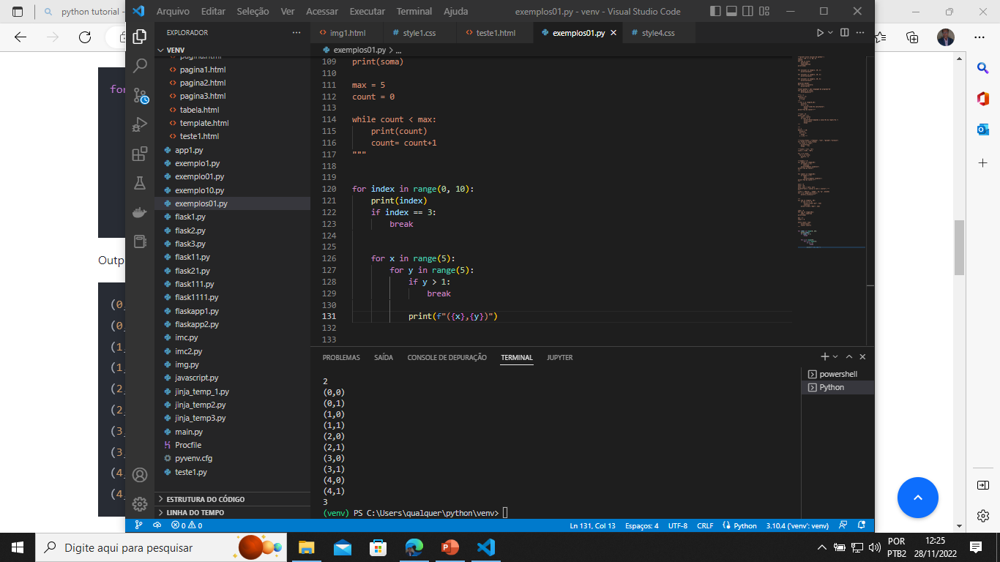 python tutorial -
Arquivo Editar Seleção Ver Acessar Executar Terminal Ajuda
exemplos01.py - venv - Visual Studio Code
EXPLORADOR
VENV
pagina.html
pagina1.html
pagina2.html
pagina3.html
tabela.html
template.html
teste1.html
app1.py
exemplo1.py
exemplo01.py
exemplo10.py
exemplos01.py
flask1.py
flask2.py
flask3.py
flask11.py
flask21.py
flask111.py
flask1111.py
flaskapp1.py
flaskapp2.py
imc.py
imc2.py
img.py
javascript.py
jinja_temp_1.py
jinja_temp2.py
jinja_temp3.py
main.py
Procfile
pyvenv.cfg
teste1.py
ESTRUTURA DO CÓDIGO
LINHA DO TEMPO
img1.html style1.css teste1.html exemplos01.py style4.css
exemplos01.py > ...
109 print(soma)
110
111 max = 5
112 count = 0
113
114 while count < max:
115     print(count)
116     count= count+1
117 """
118
119
120 for index in range(0, 10):
121     print(index)
122     if index == 3:
123         break
124
125
126     for x in range(5):
127         for y in range(5):
128             if y > 1:
129                 break
130
131             print(f"({x},{y})")
132
133
PROBLEMAS SAÍDA CONSOLE DE DEPURAÇÃO TERMINAL JUPYTER
powershell
Python
2
(0,0)
(0,1)
(1,0)
(1,1)
(2,0)
(2,1)
(3,0)
(3,1)
(4,0)
(4,1)
3
(venv) PS C:\Users\qualquer\python\venv>
0 0 Ln 131, Col 13 Espaços: 4 UTF-8 CRLF Python 3.10.4 ('venv': venv)
for
Outp
(0,
(0,
(1,
(1,
(2,
(2,
(3,
(3,
(4,
(4,
Digite aqui para pesquisar
POR
PTB2
12:25
28/11/2022